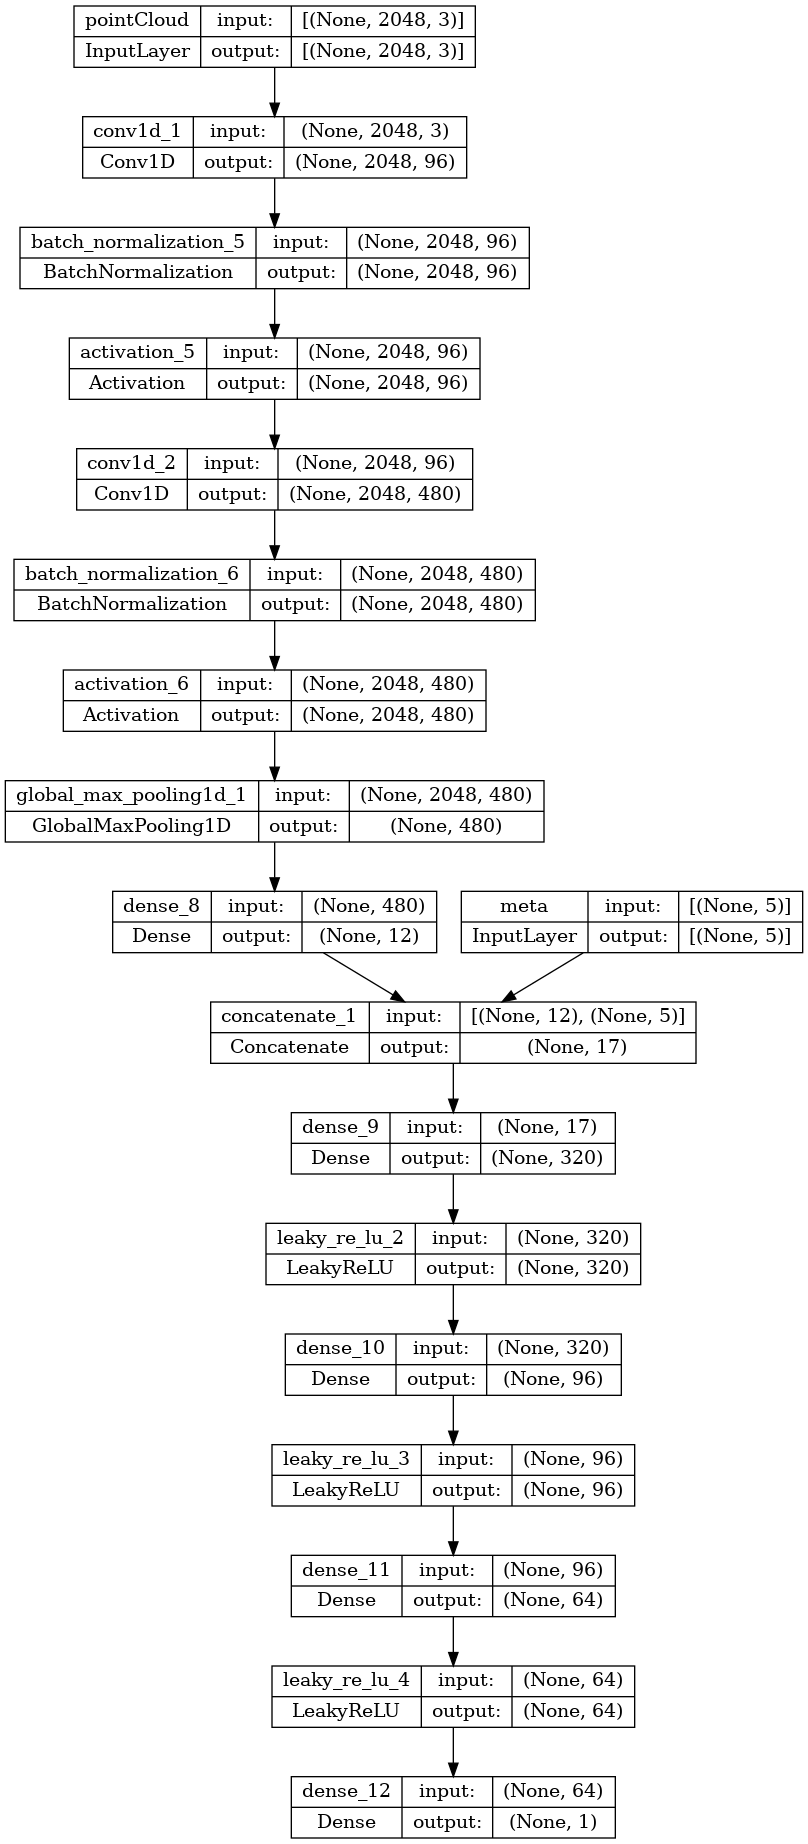 pointCloud input: [(None, 2048, 3)]
InputLayer output: [(None, 2048, 3)]
conv1d_1 input: (None, 2048, 3)
Conv1D output: (None, 2048, 96)
batch_normalization_5 input: (None, 2048, 96)
BatchNormalization output: (None, 2048, 96)
activation_5 input: (None, 2048, 96)
Activation output: (None, 2048, 96)
conv1d_2 input: (None, 2048, 96)
Conv1D output: (None, 2048, 480)
batch_normalization_6 input: (None, 2048, 480)
BatchNormalization output: (None, 2048, 480)
activation_6 input: (None, 2048, 480)
Activation output: (None, 2048, 480)
global_max_pooling1d_1 input: (None, 2048, 480)
GlobalMaxPooling1D output: (None, 480)
dense_8 input: (None, 480)
Dense output: (None, 12)
meta input: [(None, 5)]
InputLayer output: [(None, 5)]
concatenate_1 input: [(None, 12), (None, 5)]
Concatenate output: (None, 17)
dense_9 input: (None, 17)
Dense output: (None, 320)
leaky_re_lu_2 input: (None, 320)
LeakyReLU output: (None, 320)
dense_10 input: (None, 320)
Dense output: (None, 96)
leaky_re_lu_3 input: (None, 96)
LeakyReLU output: (None, 96)
dense_11 input: (None, 96)
Dense output: (None, 64)
leaky_re_lu_4 input: (None, 64)
LeakyReLU output: (None, 64)
dense_12 input: (None, 64)
Dense output: (None, 1)